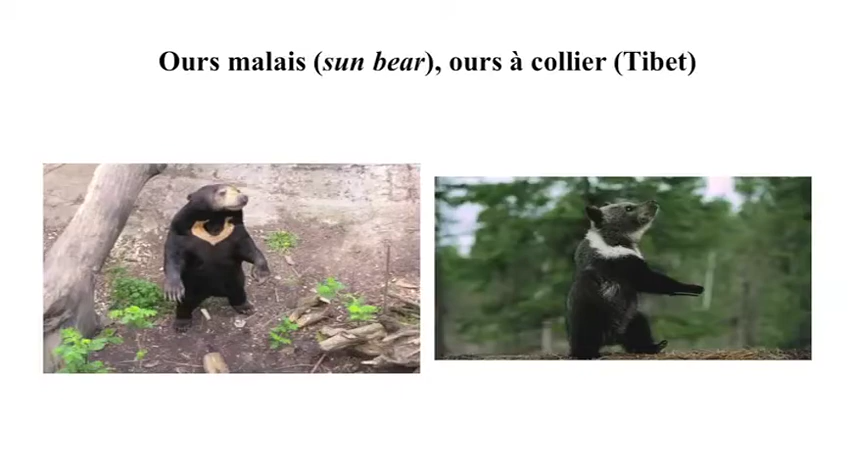 Ours malais (sun bear), ours à collier (Tibet)